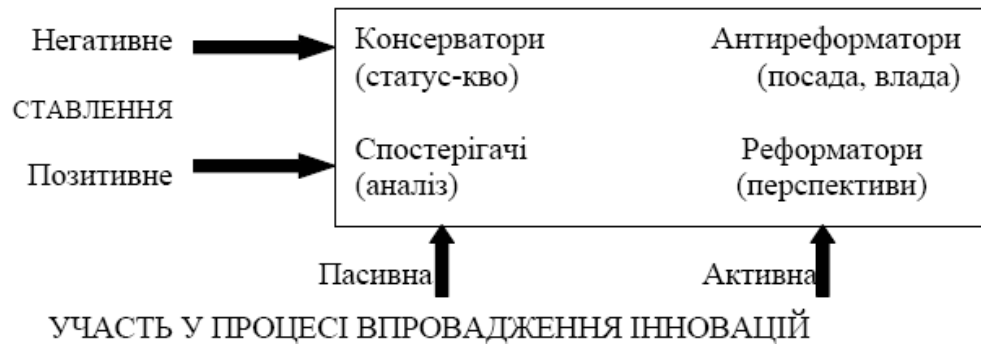 Негативне
Консерватори
(статус-кво)
Антиреформатори
(посада, влада)
СТАВЛЕННЯ
Позитивне
Спостерігачі
(аналіз)
Реформатори
(перспективи)
Пасивна
Активна
УЧАСТЬ У ПРОЦЕСІ ВПРОВАДЖЕННЯ ІННОВАЦІЙ